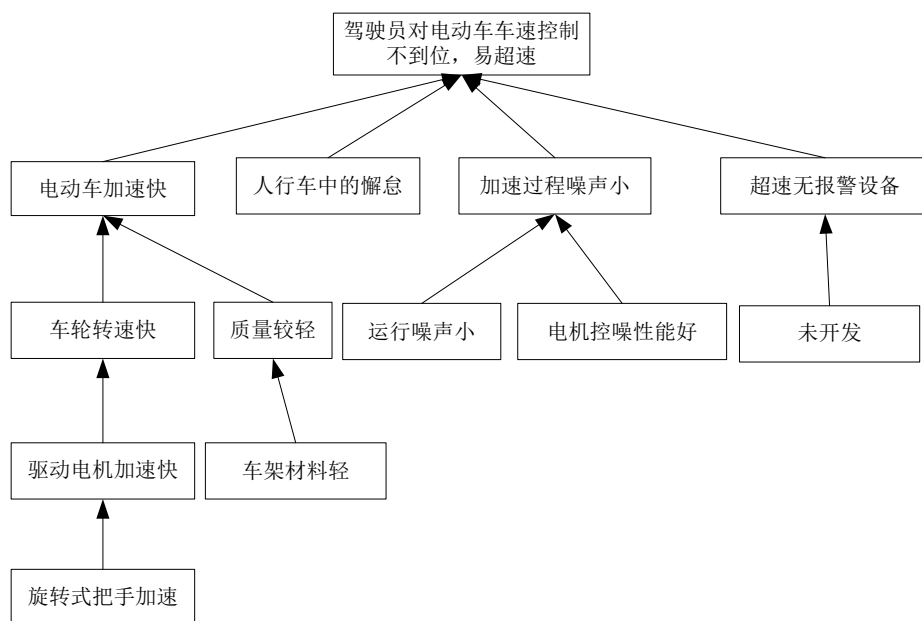 驾驶员对电动车车速控制
不到位，易超速
电动车加速快
人行车中的懈怠
加速过程噪声小
超速无报警设备
车轮转速快
质量较轻
运行噪声小
电机控噪性能好
未开发
驱动电机加速快
车架材料轻
旋转式把手加速